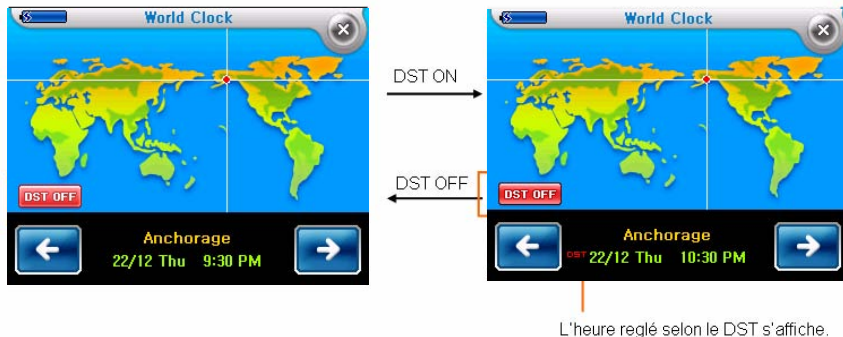 World Clock
DST OFF
Anchorage
22/12 Thu 9:30 PM
DST ON
DST OFF
World Clock
DST OFF
Anchorage
DST 22/12 Thu 10:30 PM
L'heure reglé selon le DST s'affiche.